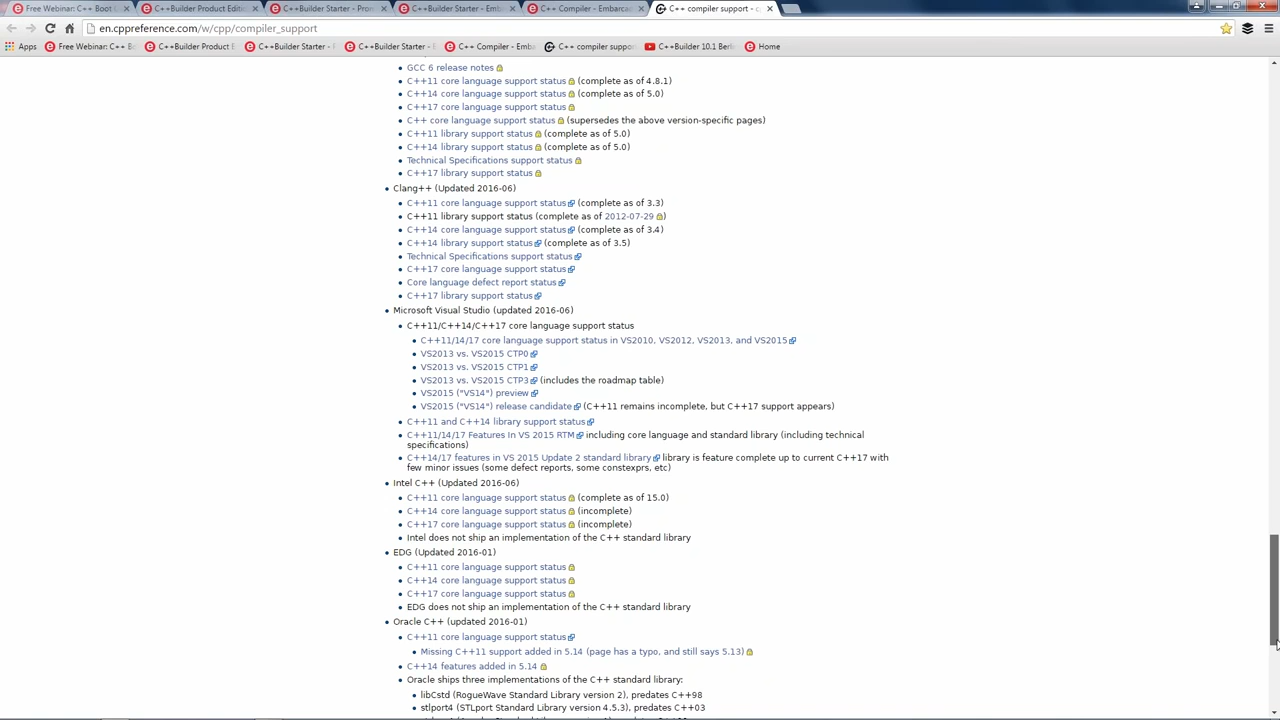 Free Webinar: C++ Boot
C++Builder Product Edit
C++Builder Starter - Pro
C++Builder Starter - Emb
C++ Compiler - Embarcad
C++ compiler support - c
en.cppreference.com/w/cpp/compiler_support
Apps
Free Webinar: C++ Bo
C++Builder Product E
C++Builder Starter -
C++Builder Starter - E
C++ Compiler - Emba
C++ compiler suppo
C++Builder 10.1 Berl
Home
GCC 6 release notes
C++11 core language support status (complete as of 4.8.1)
C++14 core language support status (complete as of 5.0)
C++17 core language support status
C++ core language support status (supersedes the above version-specific pages)
C++11 library support status (complete as of 5.0)
C++14 library support status (complete as of 5.0)
Technical Specifications support status
C++17 library support status
Clang++ (Updated 2016-06)
C++11 core language support status (complete as of 3.3)
C++11 library support status (complete as of 2012-07-29)
C++14 core language support status (complete as of 3.4)
C++14 library support status (complete as of 3.5)
Technical Specifications support status
C++17 core language support status
Core language defect report status
C++17 library support status
Microsoft Visual Studio (updated 2016-06)
C++11/C++14/C++17 core language support status
C++11/14/17 core language support status in VS2010, VS2012, VS2013, and VS2015
VS2013 vs. VS2015 CTP0
VS2013 vs. VS2015 CTP1
VS2013 vs. VS2015 CTP3 (includes the roadmap table)
VS2015 ("VS14") preview
VS2015 ("VS14") release candidate (C++11 remains incomplete, but C++17 support appears)
C++11 and C++14 library support status
C++11/14/17 Features In VS 2015 RTM including core language and standard library (including technical
specifications)
C++14/17 features in VS 2015 Update 2 standard library library is feature complete up to current C++17 with
few minor issues (some defect reports, some constexprs, etc)
Intel C++ (Updated 2016-06)
C++11 core language support status (complete as of 15.0)
C++14 core language support status (incomplete)
C++17 core language support status (incomplete)
Intel does not ship an implementation of the C++ standard library
EDG (Updated 2016-01)
C++11 core language support status
C++14 core language support status
C++17 core language support status
EDG does not ship an implementation of the C++ standard library
Oracle C++ (updated 2016-01)
C++11 core language support status
Missing C++11 support added in 5.14 (page has a typo, and still says 5.13)
C++14 features added in 5.14
Oracle ships three implementations of the C++ standard library:
libCstd (RogueWave Standard Library version 2), predates C++98
stlport4 (STLport Standard Library version 4.5.3), predates C++03